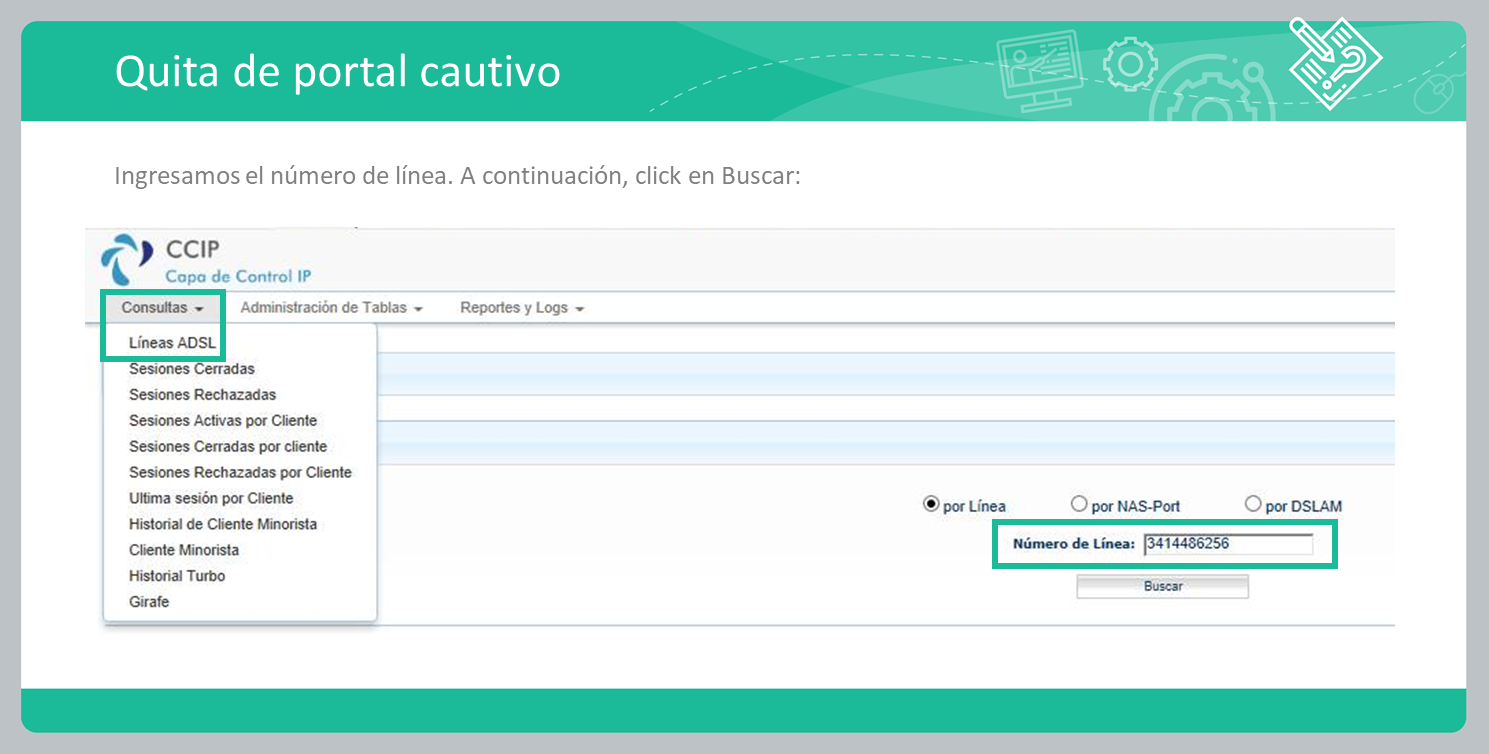 Quita de portal cautivo
Ingresamos el número de línea. A continuación, click en Buscar:
CCIP
Capa de Control IP
Consultas Administración de Tablas Reportes y Logs
Líneas ADSL
Sesiones Cerradas
Sesiones Rechazadas
Sesiones Activas por Cliente
Sesiones Cerradas por cliente
Sesiones Rechazadas por Cliente
Ultima sesión por Cliente
Historial de Cliente Minorista
Cliente Minorista
Historial Turbo
Girafe
por Línea por NAS-Port por DSLAM
Número de Línea: 3414486256
Buscar